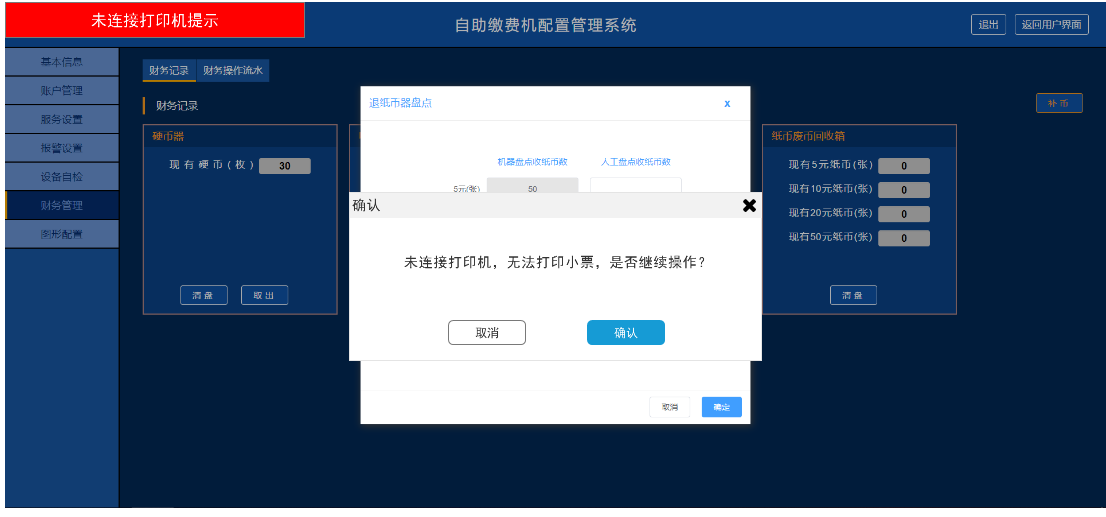 未连接打印机提示
自助缴费机配置管理系统
退出
返回用户界面
基本信息
账户管理
服务设置
报警设置
设备自检
财务管理
图形配置
财务记录
财务操作流水
财务记录
补币
硬币器
现有硬币(枚) 30
清盘
取出
退纸币器盘点
x
机器盘点收纸币数
人工盘点收纸币数
5元(张) 50
确认
未连接打印机，无法打印小票，是否继续操作？
取消
确认
取消
确定
纸币废币回收箱
现有5元纸币(张) 0
现有10元纸币(张) 0
现有20元纸币(张) 0
现有50元纸币(张) 0
清盘